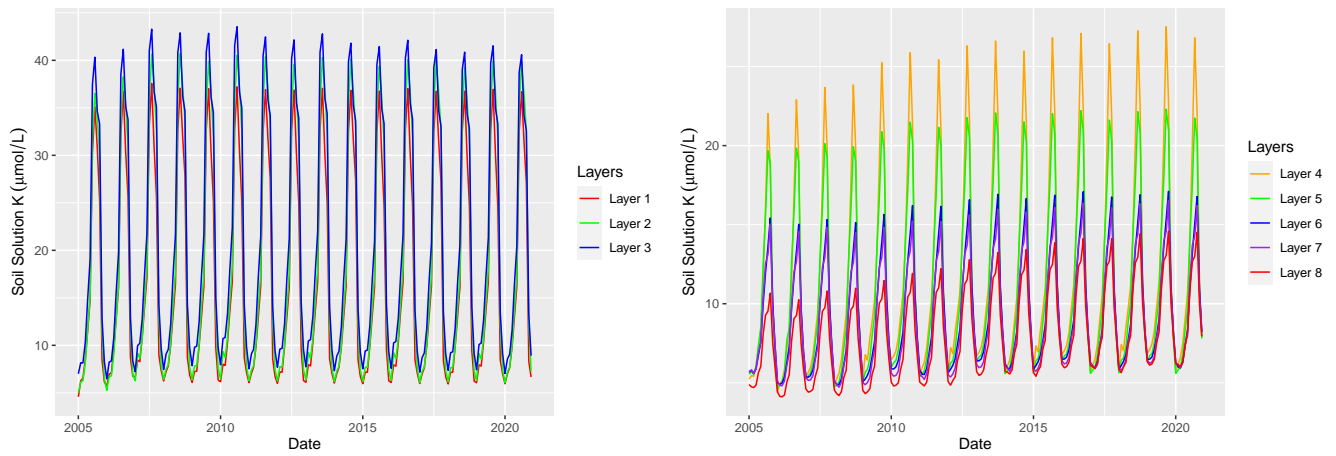 Soil Solution K (μmol/L)
40
30
20
10
2005
2010
2015
2020
Date
Layers
Layer 1
Layer 2
Layer 3
Soil Solution K (μmol/L)
20
10
2005
2010
2015
2020
Date
Layers
Layer 4
Layer 5
Layer 6
Layer 7
Layer 8